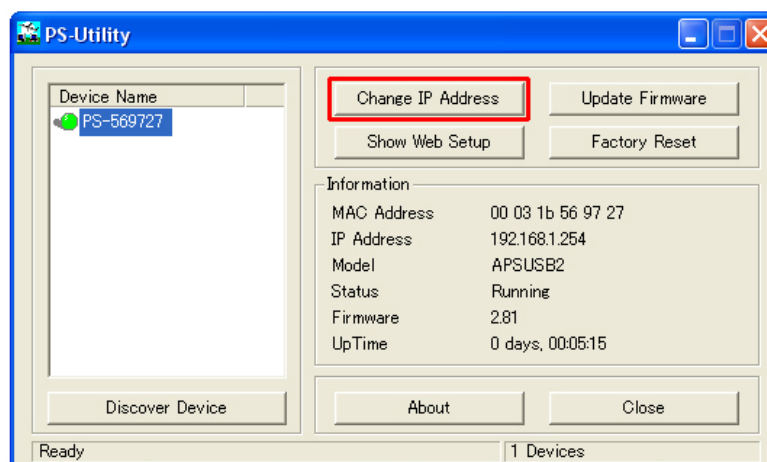 PS-Utility
Device Name
PS-569727
Discover Device
Change IP Address
Update Firmware
Show Web Setup
Factory Reset
Information
MAC Address 00 03 1b 56 97 27
IP Address 192.168.1.254
Model APSUSB2
Status Running
Firmware 2.81
UpTime 0 days, 00:05:15
About
Close
Ready
1 Devices